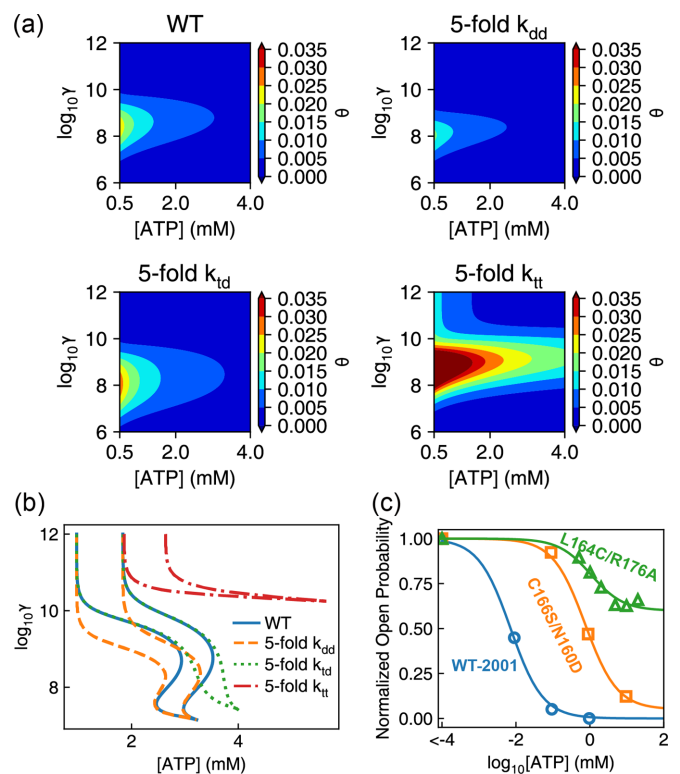 (a)
WT
12
10
8
6
log₁₀γ
0.5 2.0 4.0
[ATP] (mM)
0.035
0.030
0.025
0.020
0.015
0.010
0.005
0.000
θ
5-fold k_dd
12
10
8
6
log₁₀γ
0.5 2.0 4.0
[ATP] (mM)
0.035
0.030
0.025
0.020
0.015
0.010
0.005
0.000
θ
5-fold k_td
12
10
8
6
log₁₀γ
0.5 2.0 4.0
[ATP] (mM)
0.035
0.030
0.025
0.020
0.015
0.010
0.005
0.000
θ
5-fold k_tt
12
10
8
6
log₁₀γ
0.5 2.0 4.0
[ATP] (mM)
0.035
0.030
0.025
0.020
0.015
0.010
0.005
0.000
θ
(b)
12
10
8
log₁₀γ
WT
5-fold k_dd
5-fold k_td
5-fold k_tt
2 4
[ATP] (mM)
(c)
Normalized Open Probability
1.00
0.75
0.50
0.25
0.00
L164C/R176A
C166S/N160D
WT-2001
<-4 -2 0 2
log₁₀[ATP] (mM)